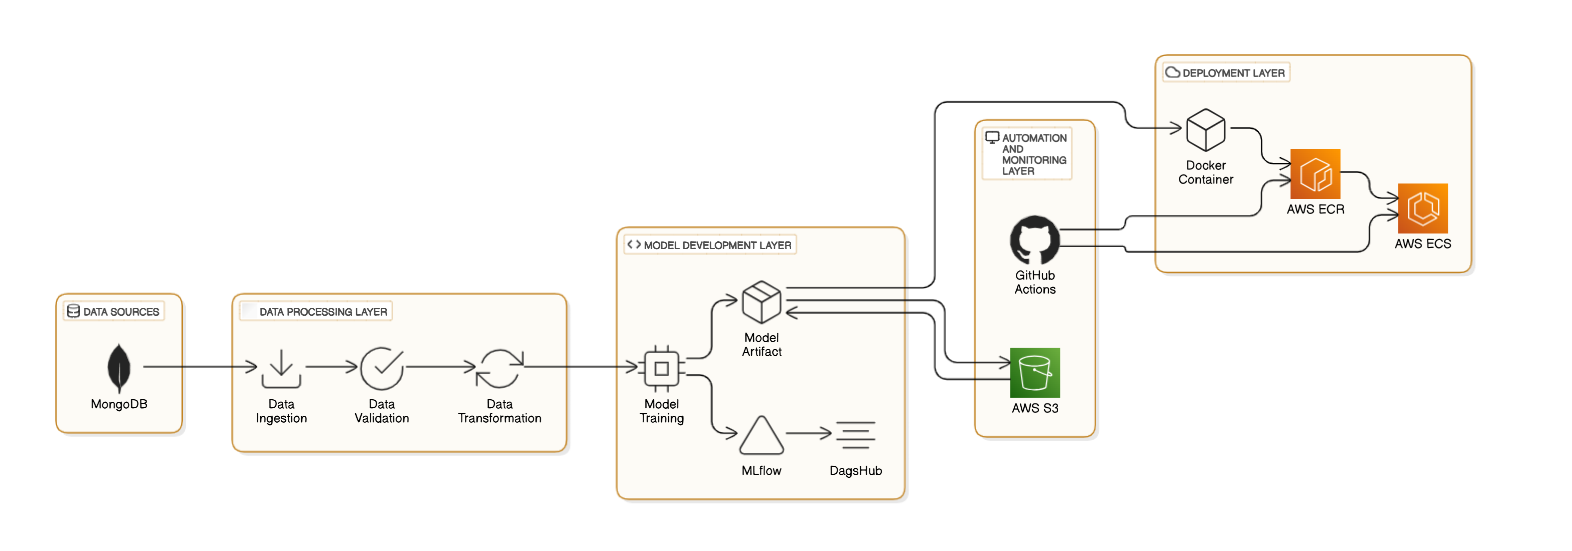 DATA SOURCES
MongoDB
DATA PROCESSING LAYER
Data
Ingestion
Data
Validation
Data
Transformation
MODEL DEVELOPMENT LAYER
Model
Artifact
Model
Training
MLflow
DagsHub
AUTOMATION
AND
MONITORING
LAYER
GitHub
Actions
AWS S3
DEPLOYMENT LAYER
Docker
Container
AWS ECR
AWS ECS